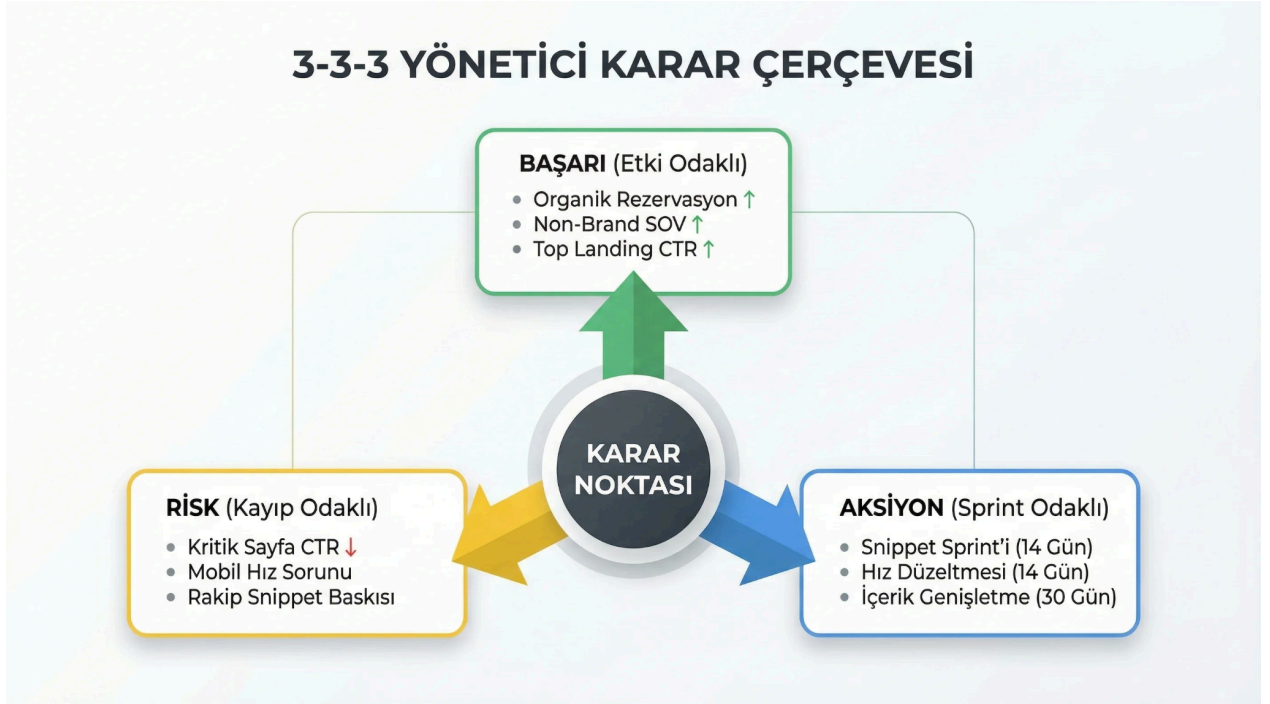 3-3-3 YÖNETİCİ KARAR ÇERÇEVESİ
BAŞARI (Etki Odaklı)
• Organik Rezervasyon ↑
• Non-Brand SOV ↑
• Top Landing CTR ↑
KARAR
NOKTASI
RİSK (Kayıp Odaklı)
• Kritik Sayfa CTR ↓
• Mobil Hız Sorunu
• Rakip Snippet Baskısı
AKSİYON (Sprint Odaklı)
• Snippet Sprint’i (14 Gün)
• Hız Düzeltmesi (14 Gün)
• İçerik Genişletme (30 Gün)